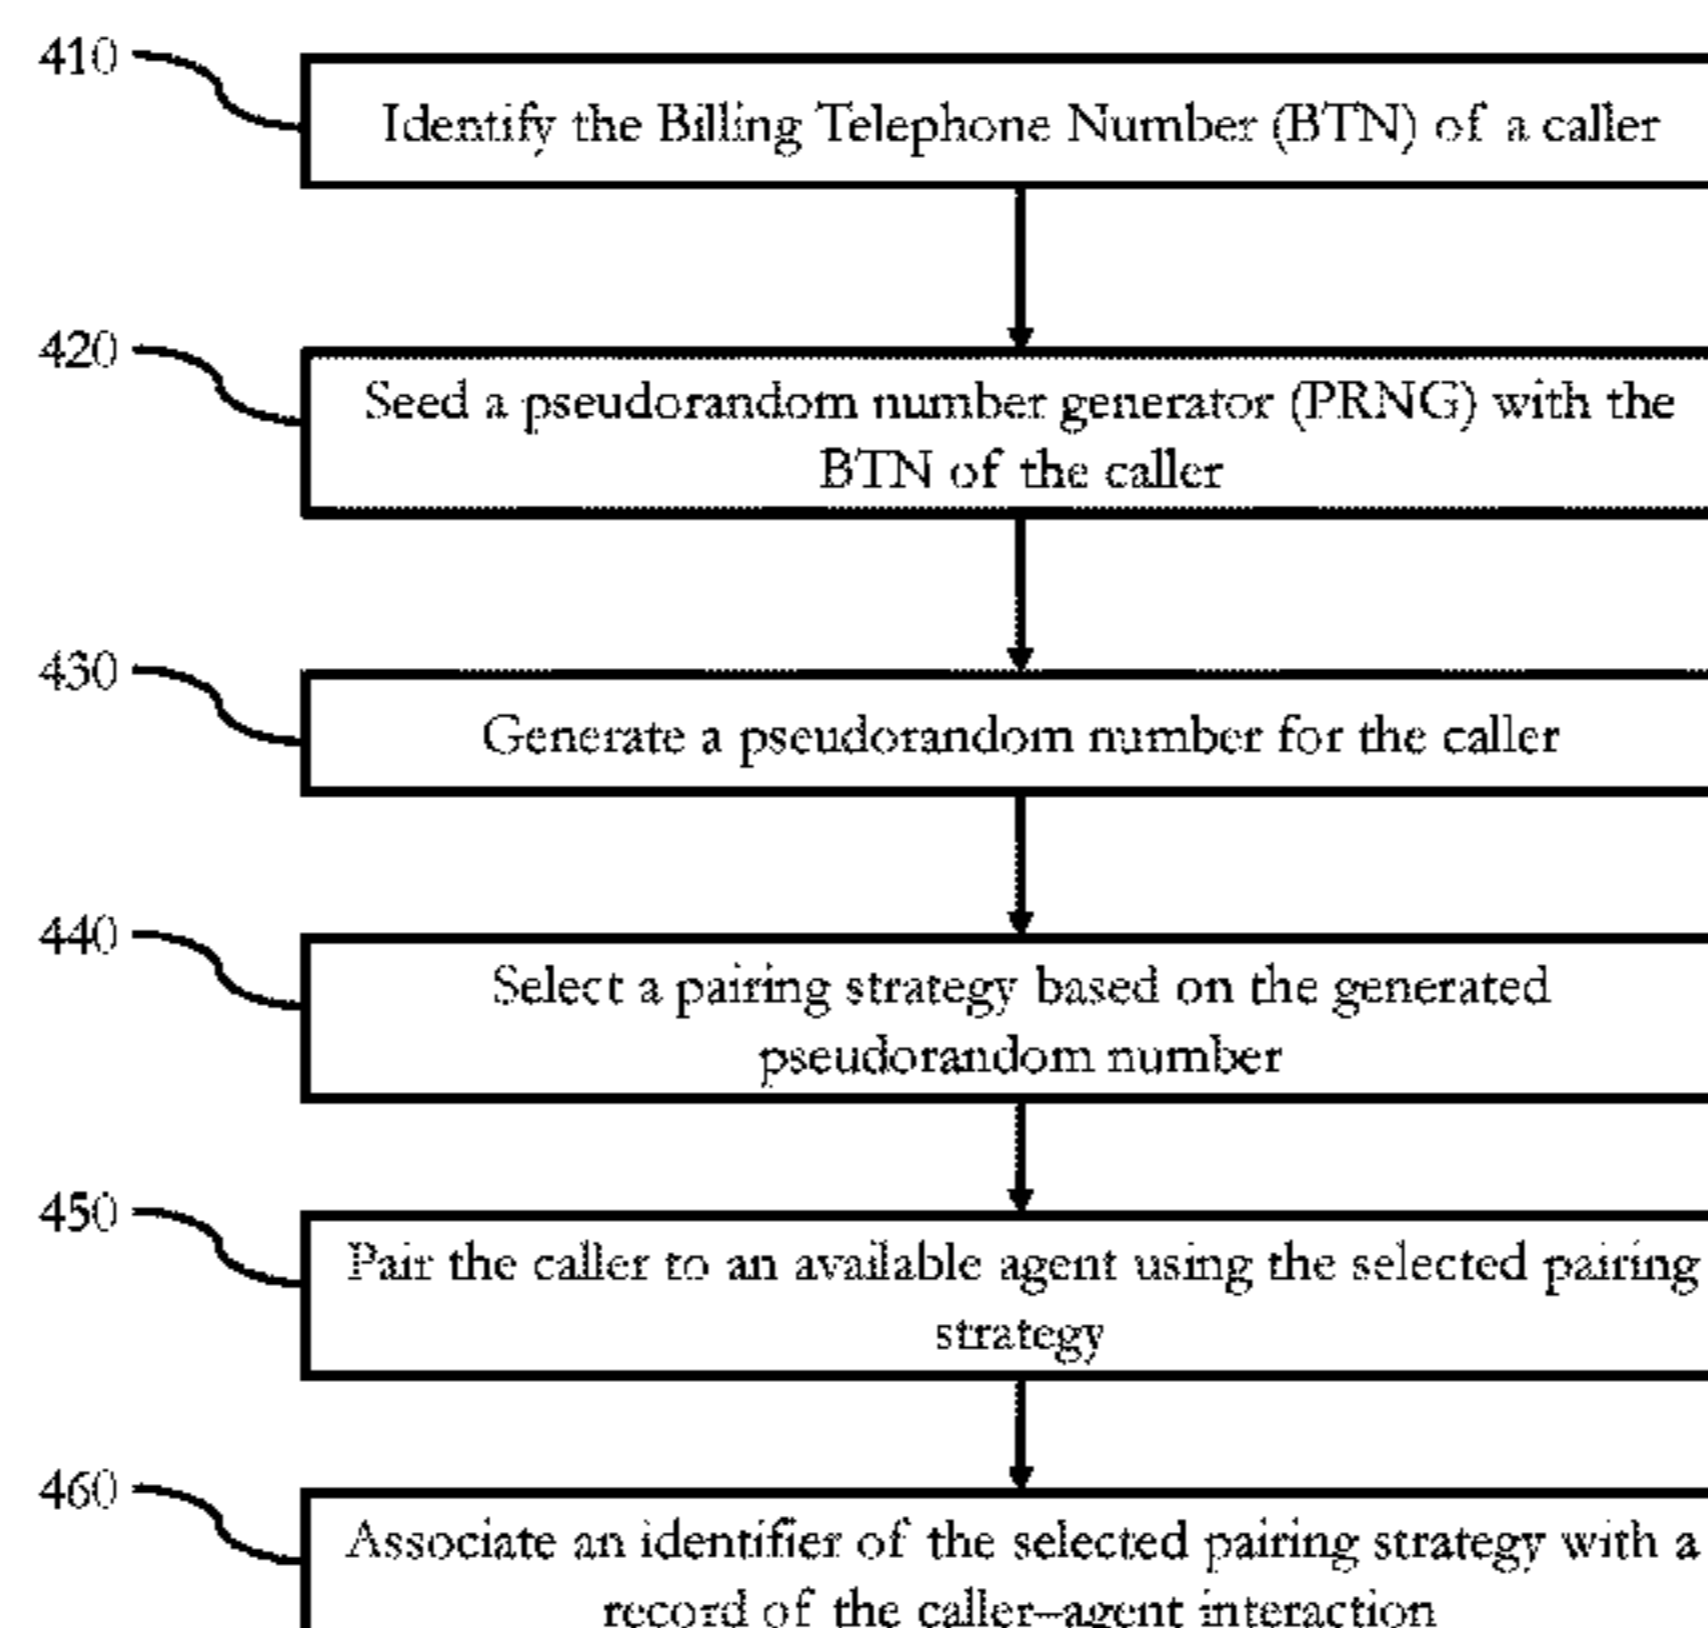 410
Identify the Billing Telephone Number (BTN) of a caller
420
Seed a pseudorandom number generator (PRNG) with the
BTN of the caller
430
Generate a pseudorandom number for the caller
440
Select a pairing strategy based on the generated
pseudorandom number
450
Pair the caller to an available agent using the selected pairing
strategy
460
Associate an identifier of the selected pairing strategy with a
record of the caller–agent interaction